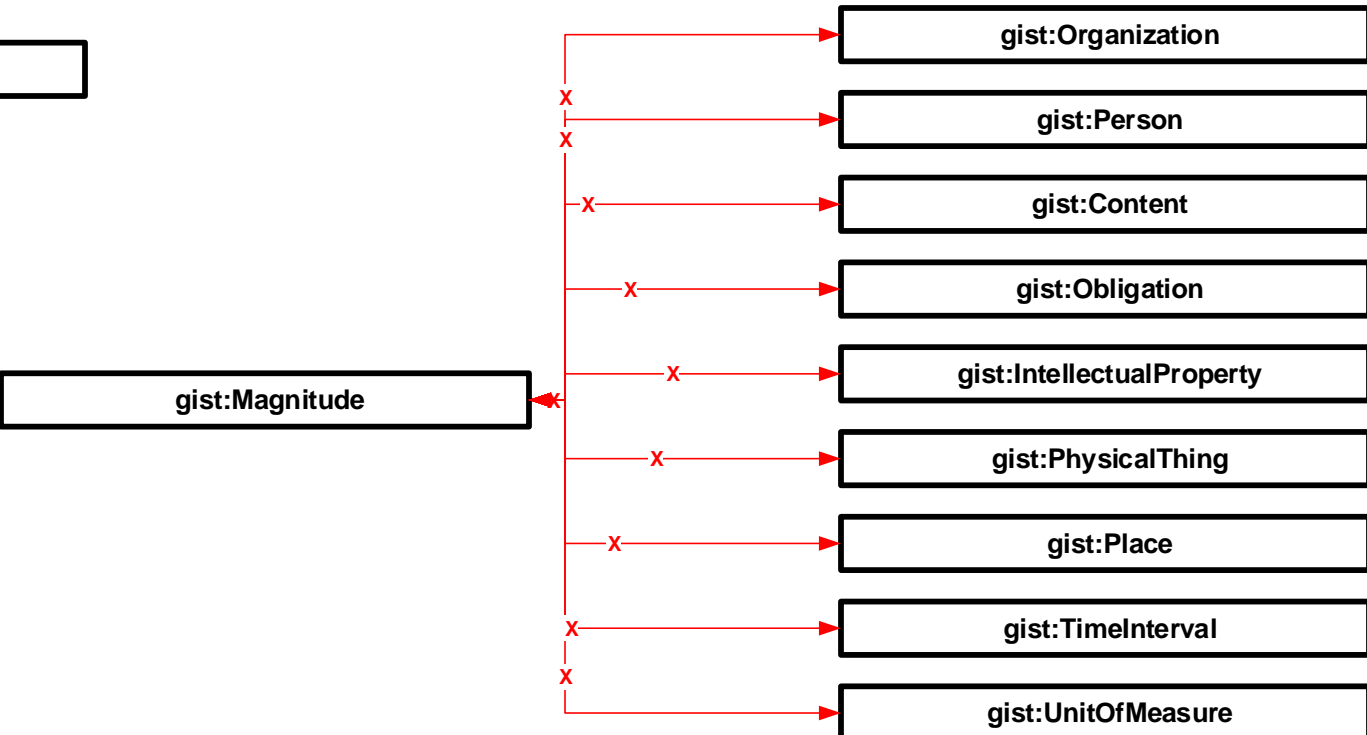 gist:Organization
X
gist:Person
X
X
gist:Content
X
gist:Obligation
X
gist:IntellectualProperty
gist:Magnitude
X
X
gist:PhysicalThing
X
gist:Place
X
gist:TimeInterval
X
gist:UnitOfMeasure